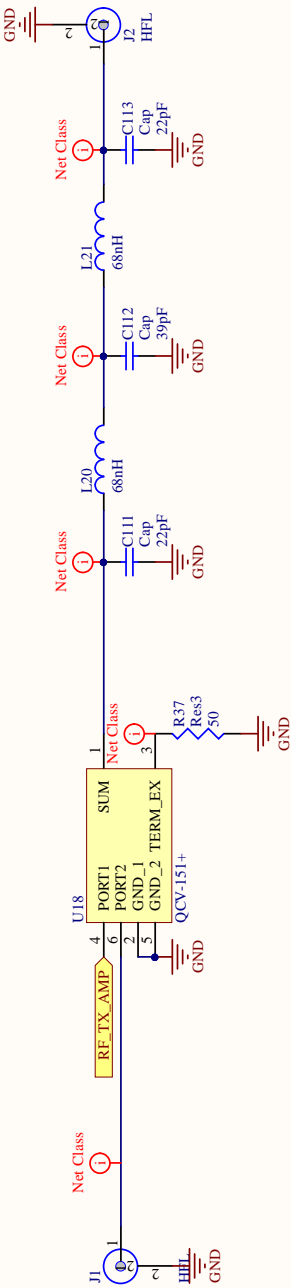 J1
1
2
HFL
GND
Net Class
i
RF_TX_AMP
U18
4
PORT1
6
PORT2
2
GND_1
5
GND_2
SUM
1
TERM_EX
3
QCV-151+
GND
Net Class
i
R37
Res3
50
GND
Net Class
i
C111
Cap
22pF
GND
L20
68nH
Net Class
i
C112
Cap
39pF
GND
L21
68nH
Net Class
i
C113
Cap
22pF
GND
1
2
J2
HFL
GND